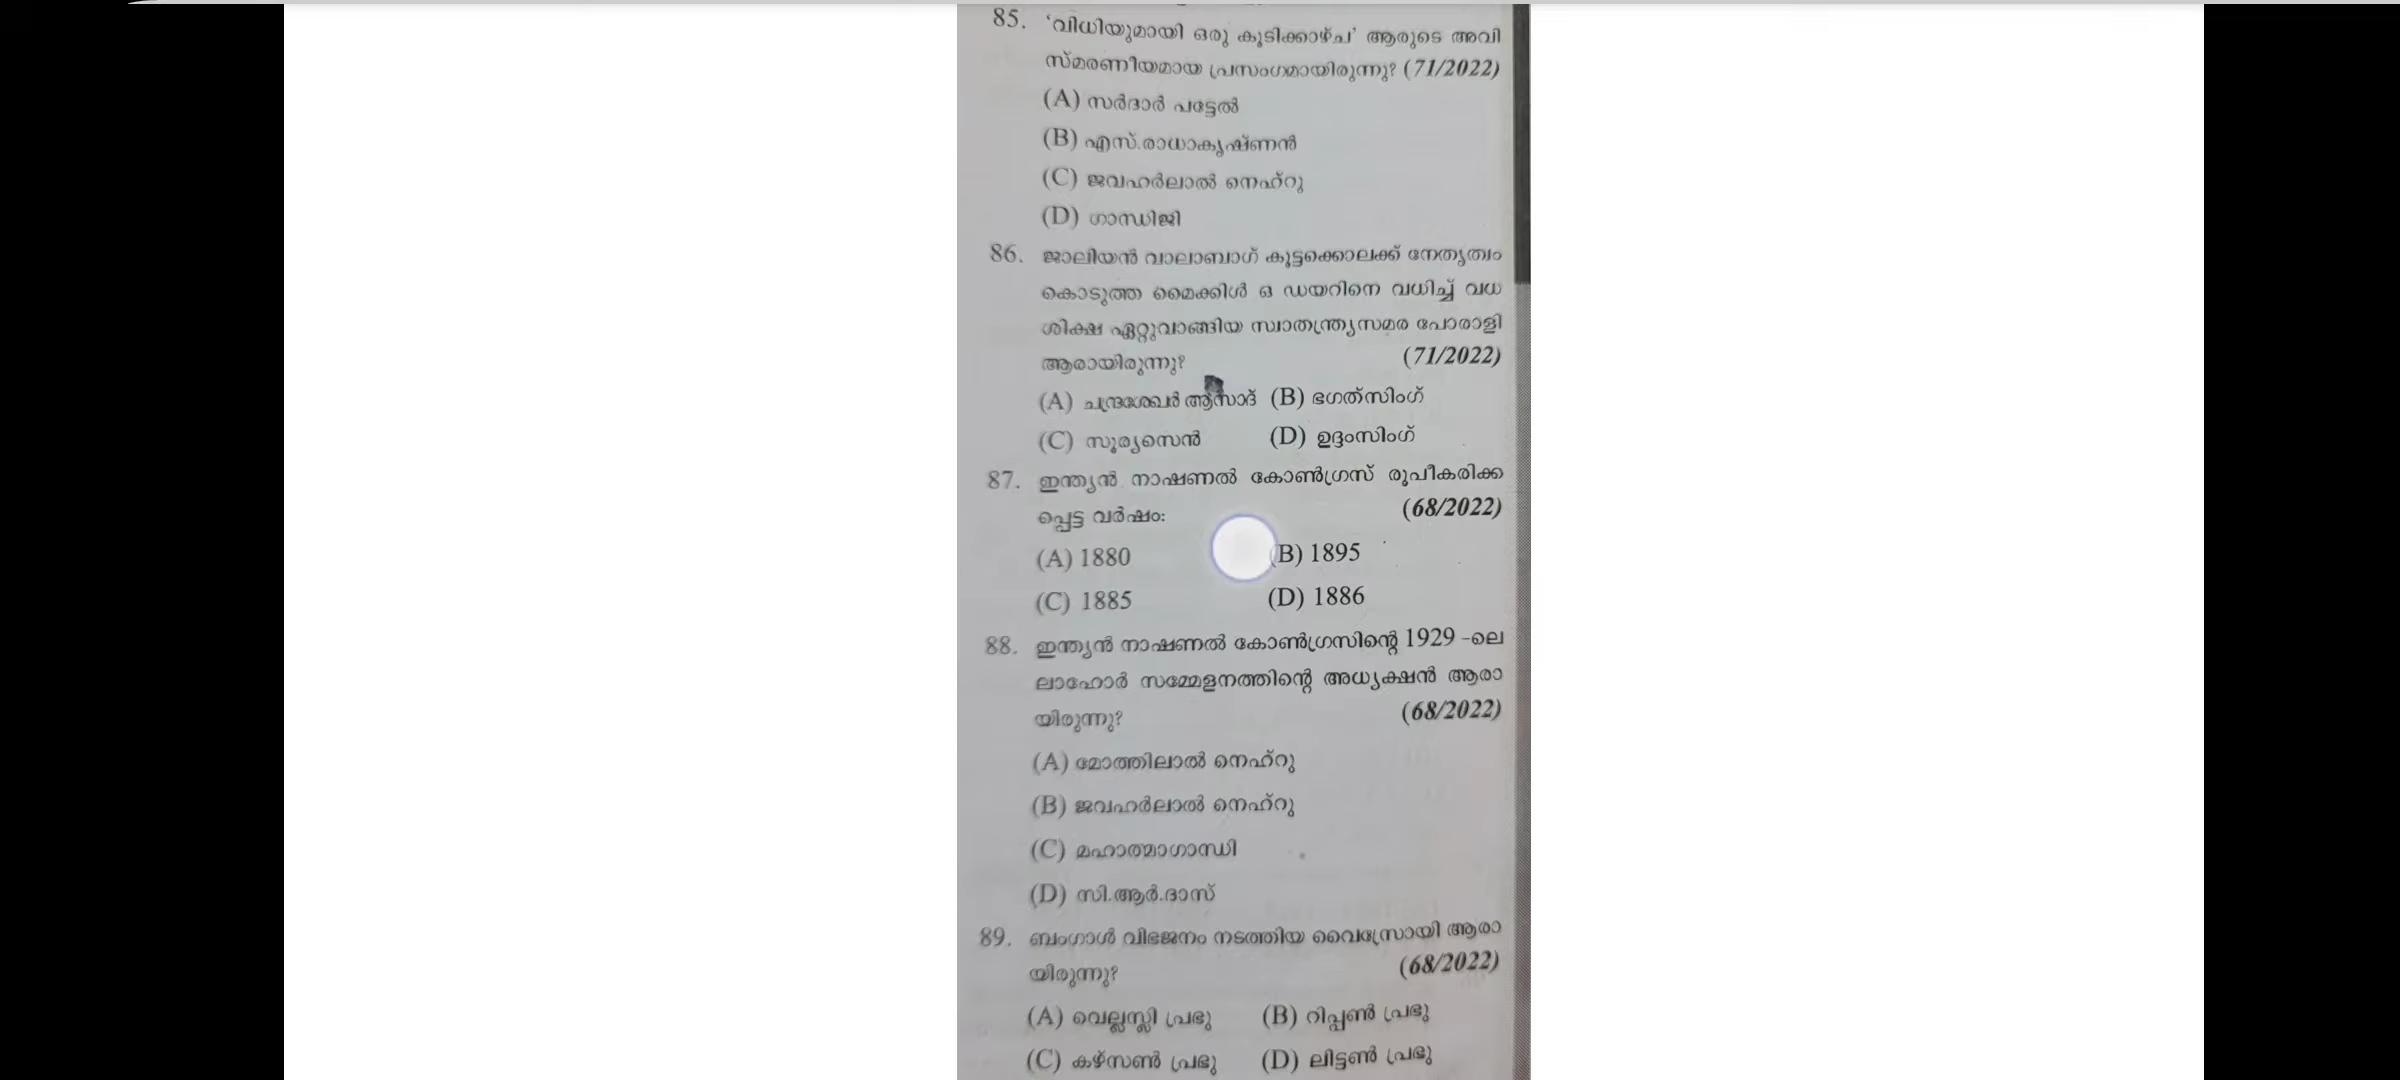 85. 'വിധിയുമായി ഒരു കൂടിക്കാഴ്ച' ആരുടെ അവി
സ്മരണീയമായ പ്രസംഗമായിരുന്നു? (71/2022)
(A) സർദാർ പട്ടേൽ
(B) എസ്.രാധാകൃഷ്ണൻ
(C) ജവഹർലാൽ നെഹ്റു
(D) ഗാന്ധിജി
86. ജാലിയൻ വാലാബാഗ് കൂട്ടക്കൊലക്ക് നേതൃത്വം
കൊടുത്ത മൈക്കിൾ ഒ ഡയറിനെ വധിച്ച് വധ
ശിക്ഷ ഏറ്റുവാങ്ങിയ സ്വാതന്ത്ര്യസമര പോരാളി
ആരായിരുന്നു? (71/2022)
(A) ചന്ദ്രശേഖർ ആസാദ് (B) ഭഗത്സിംഗ്
(C) സൂര്യസെൻ (D) ഉദ്ദംസിംഗ്
87. ഇന്ത്യൻ നാഷണൽ കോൺഗ്രസ് രൂപീകരിക്ക
പ്പെട്ട വർഷം: (68/2022)
(A) 1880 (B) 1895
(C) 1885 (D) 1886
88. ഇന്ത്യൻ നാഷണൽ കോൺഗ്രസിന്റെ 1929 -ലെ
ലാഹോർ സമ്മേളനത്തിന്റെ അധ്യക്ഷൻ ആരാ
യിരുന്നു? (68/2022)
(A) മോത്തിലാൽ നെഹ്റു
(B) ജവഹർലാൽ നെഹ്റു
(C) മഹാത്മാഗാന്ധി
(D) സി.ആർ.ദാസ്
89. ബംഗാൾ വിഭജനം നടത്തിയ വൈസ്രോയി ആരാ
യിരുന്നു? (68/2022)
(A) വെല്ലസ്ലി പ്രഭു (B) റിപ്പൺ പ്രഭു
(C) കഴ്സൺ പ്രഭു (D) ലിട്ടൺ പ്രഭു